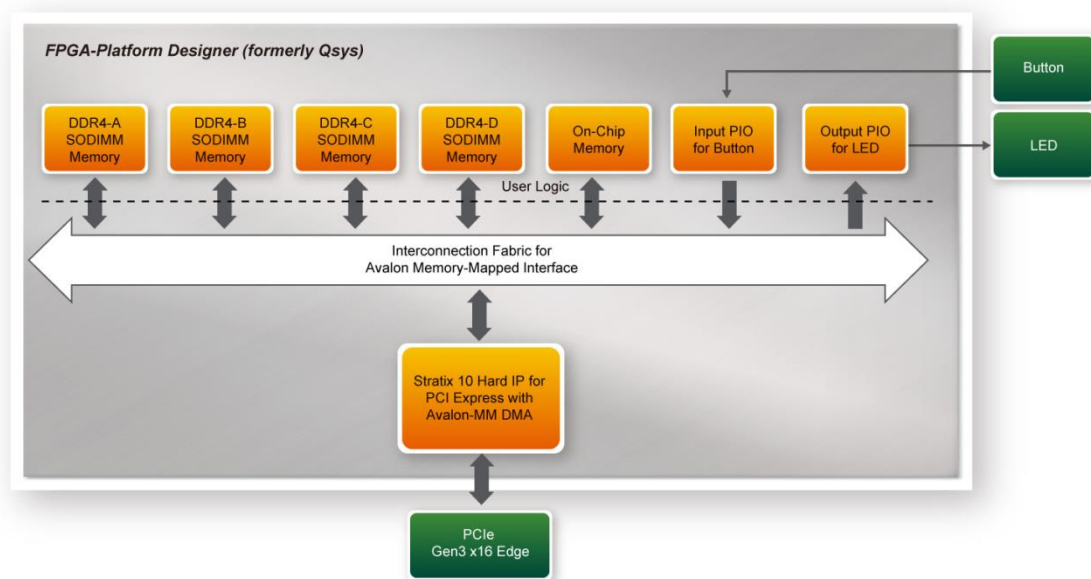 FPGA-Platform Designer (formerly Qsys)
Button
DDR4-A
SODIMM
Memory
DDR4-B
SODIMM
Memory
DDR4-C
SODIMM
Memory
DDR4-D
SODIMM
Memory
On-Chip
Memory
Input PIO
for Button
Output PIO
for LED
LED
User Logic
Interconnection Fabric for
Avalon Memory-Mapped Interface
Stratix 10 Hard IP for
PCI Express with
Avalon-MM DMA
PCIe
Gen3 x16 Edge